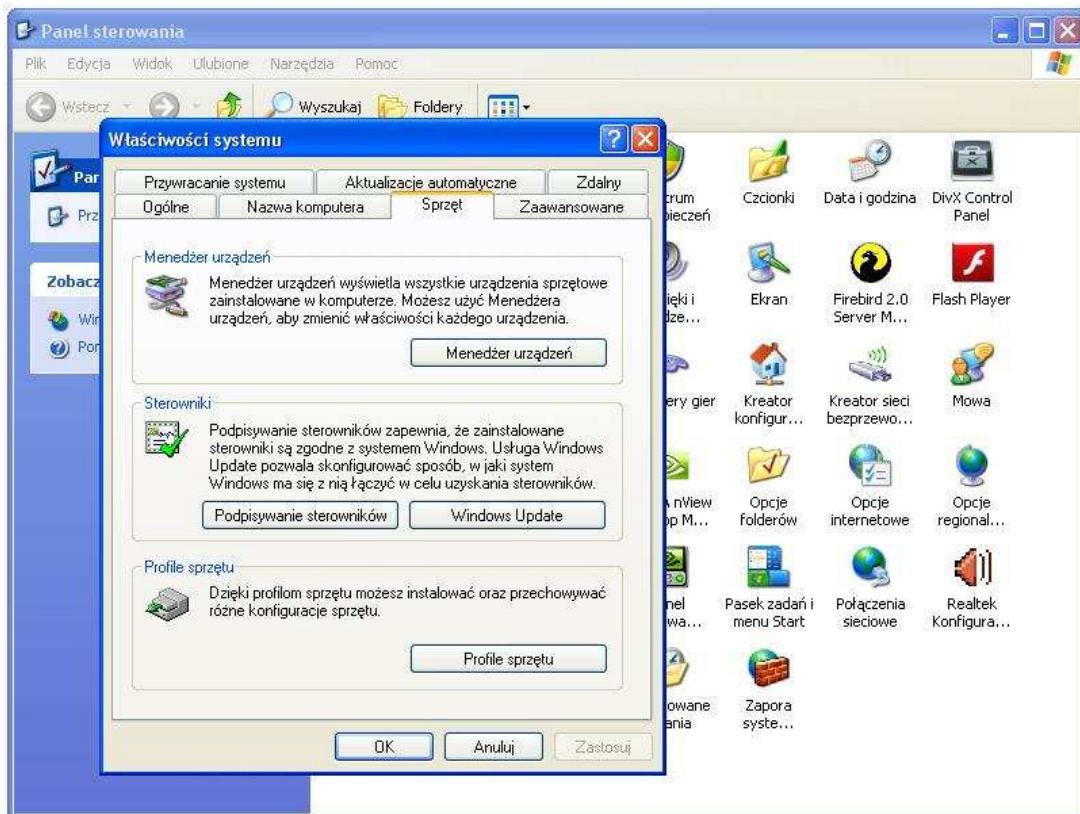 Panel sterowania
Plik Edycja Widok Ulubione Narzędzia Pomoc
Wstecz Wyszukaj Foldery
Właściwości systemu
Przywracanie systemu Aktualizacje automatyczne Zdalny
Ogólne Nazwa komputera Sprzęt Zaawansowane
Menedżer urządzeń
Menedżer urządzeń wyświetla wszystkie urządzenia sprzętowe
zainstalowane w komputerze. Możesz użyć Menedżera
urządzeń, aby zmienić właściwości każdego urządzenia.
Menedżer urządzeń
Sterowniki
Podpisywanie sterowników zapewnia, że zainstalowane
sterowniki są zgodne z systemem Windows. Usługa Windows
Update pozwala skonfigurować sposób, w jaki system
Windows ma się z nią łączyć w celu uzyskania sterowników.
Podpisywanie sterowników Windows Update
Profile sprzętu
Dzięki profilom sprzętu możesz instalować oraz przechowywać
różne konfiguracje sprzętu.
Profile sprzętu
OK Anuluj Zastosuj
Par
Prz
Zobacz
Czcionki Data i godzina DivX Control
Panel
Ekran Firebird 2.0 Flash Player
Server M...
ery gier Kreator Kreator sieci Mowa
konfigur... bezprzewo...
nView Opcje Opcje Opcje
folderów internetowe regional...
Pasek zadań i Połączenia Realtek
menu Start sieciowe Konfigura...
Zapora
syste...